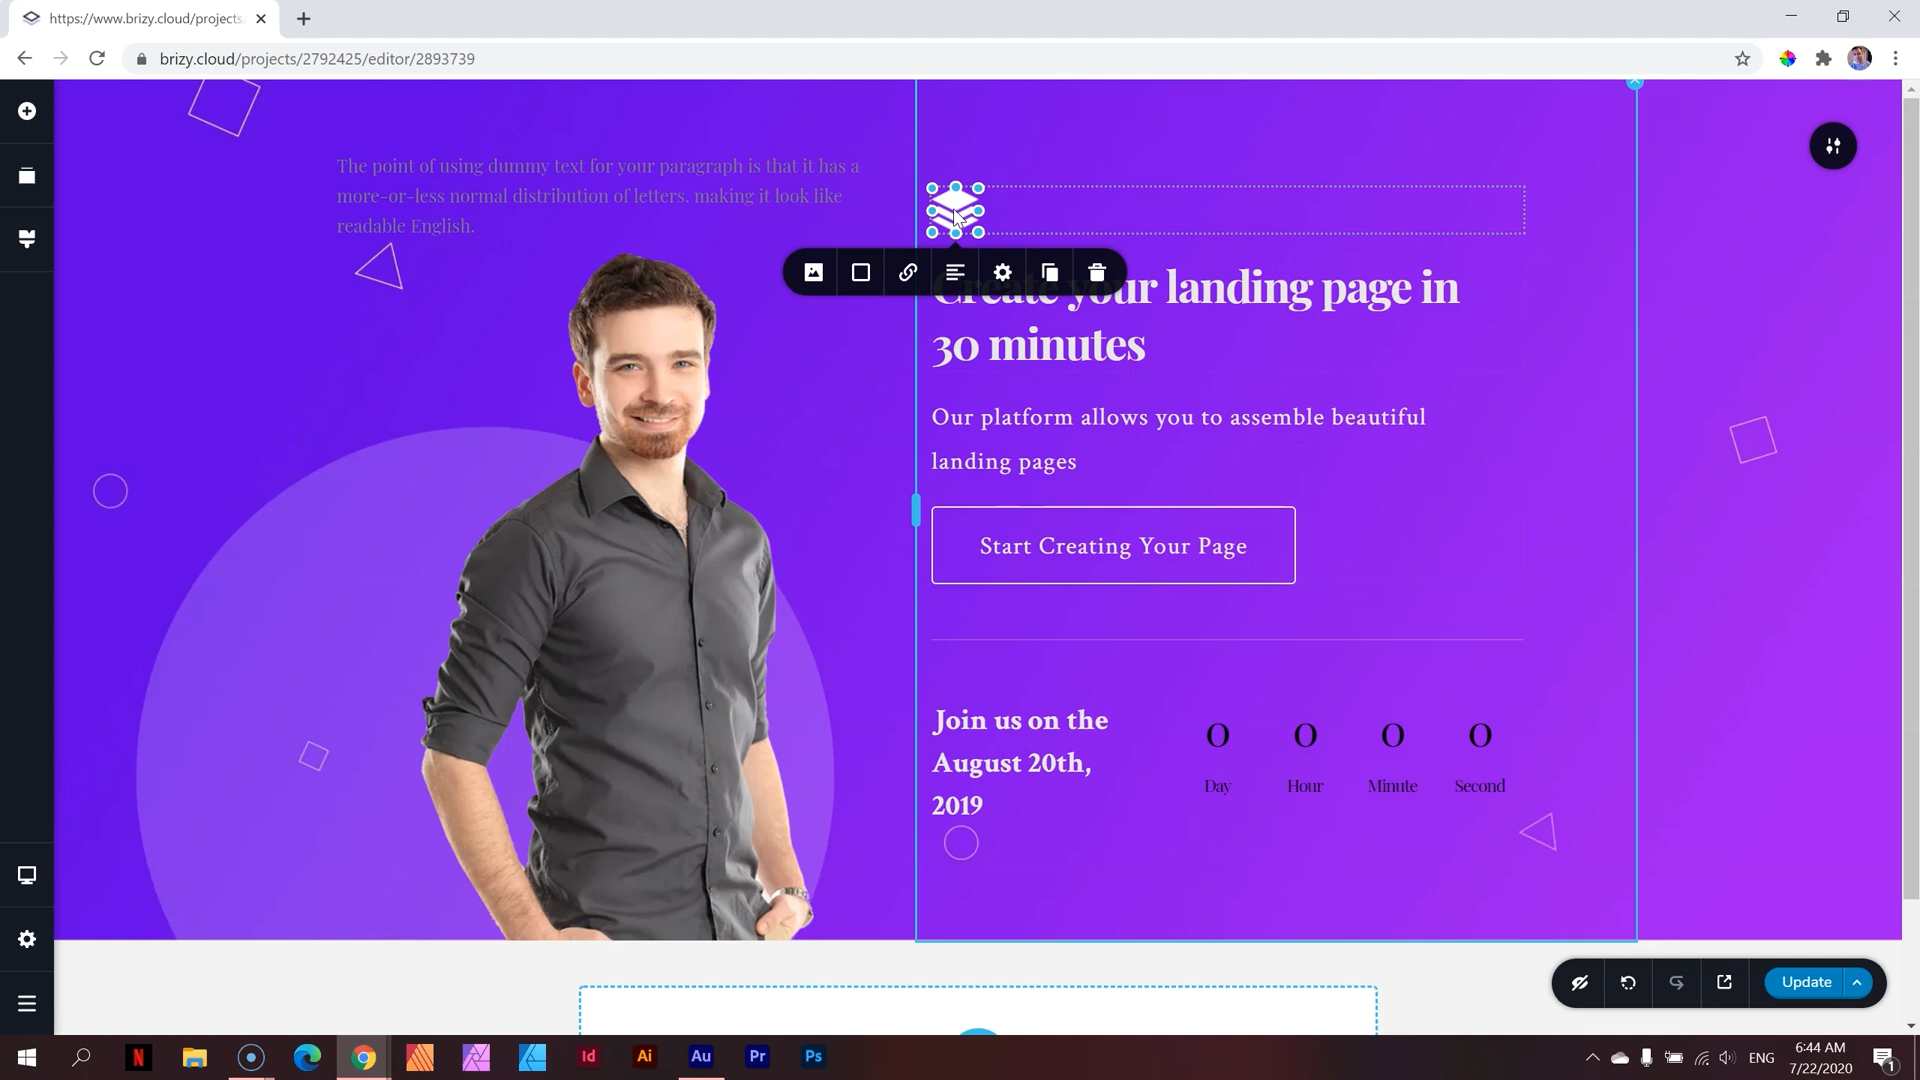 https://www.brizy.cloud/projects
brizy.cloud/projects/2792425/editor/2893739
The point of using dummy text for your paragraph is that it has a
more-or-less normal distribution of letters. making it look like
readable English.
Create your landing page in
30 minutes
Our platform allows you to assemble beautiful
landing pages
Start Creating Your Page
Join us on the
August 20th,
2019
0 0 0 0
Day Hour Minute Second
Update
N Id Ai Au Pr Ps
ENG
6:44 AM
7/22/2020
1